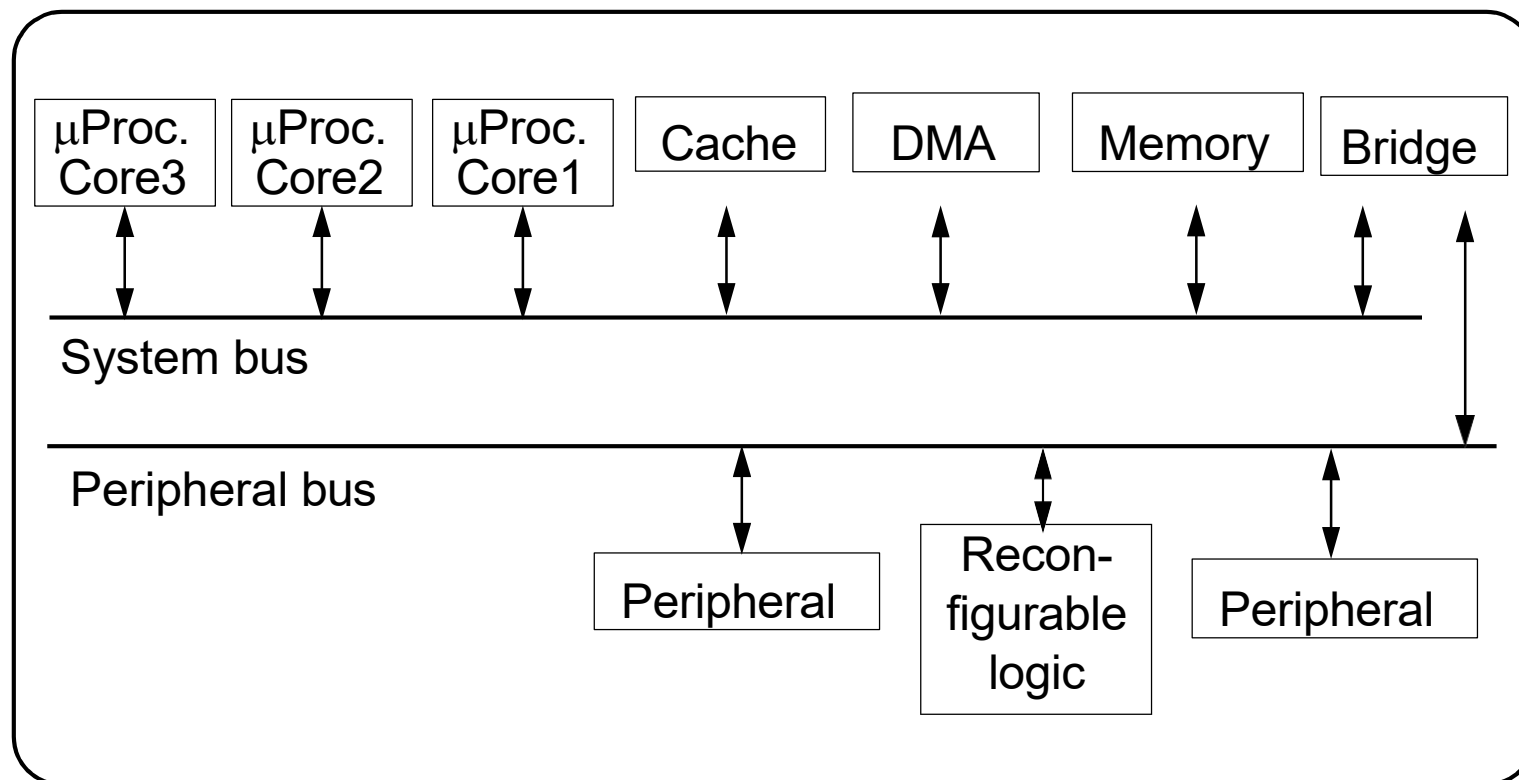 μProc.
Core3
μProc.
Core2
μProc.
Core1
Cache
DMA
Memory
Bridge
System bus
Peripheral bus
Peripheral
Recon-
figurable
logic
Peripheral